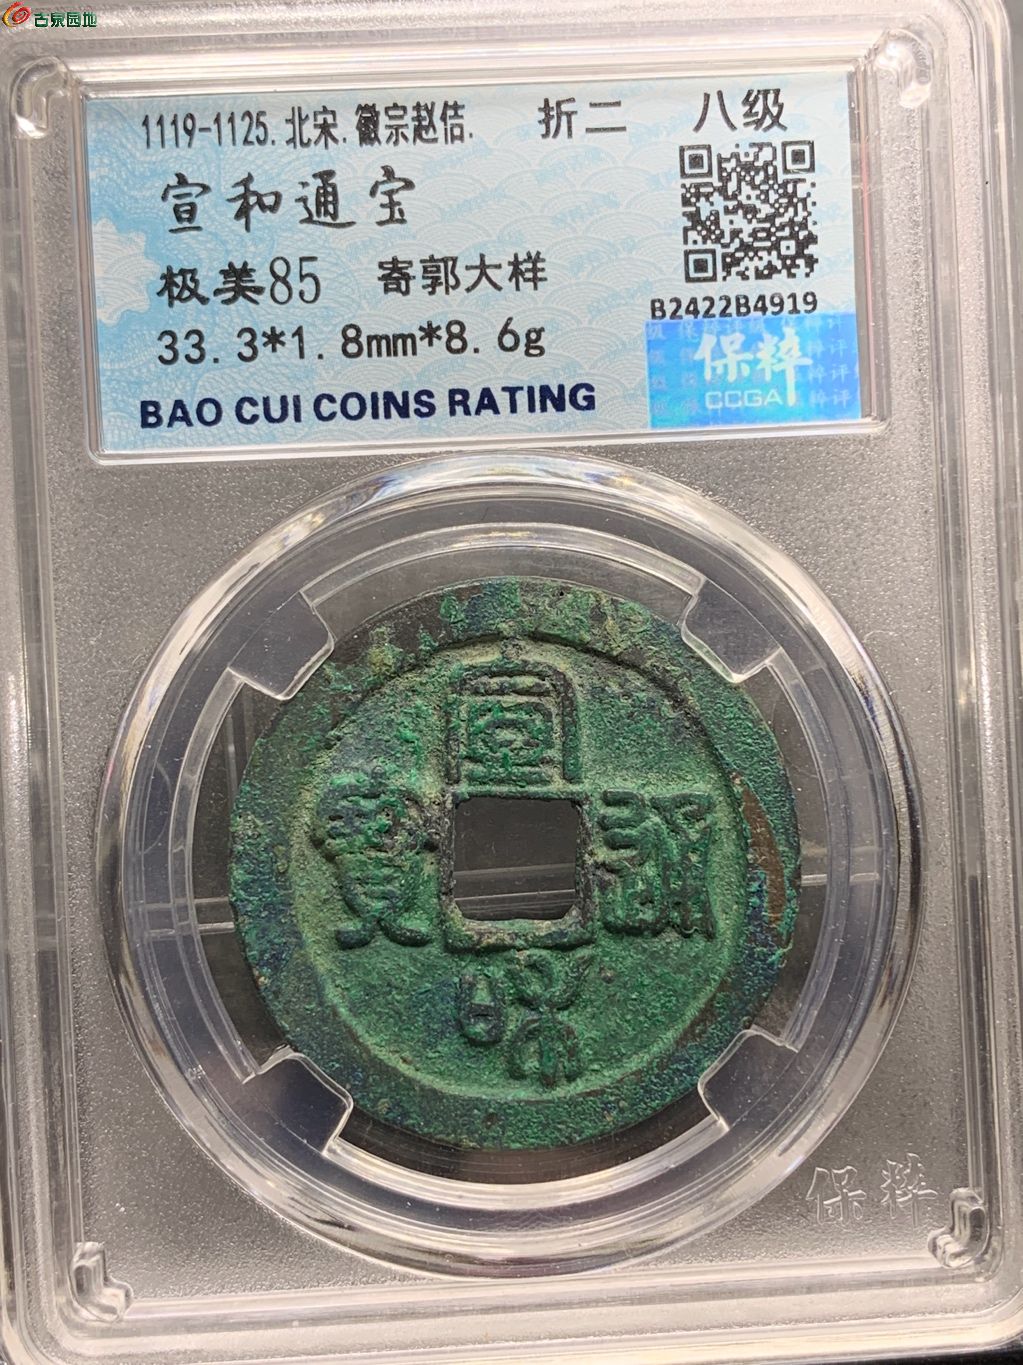 古泉园地
1119-1125.北宋.徽宗赵佶. 折二 八级
宣和通宝
极美85 寄郭大样
B2422B4919
33.3*1.8mm*8.6g
保粹
CCGA
BAO CUI COINS RATING
宣
寳 通
和
保粹